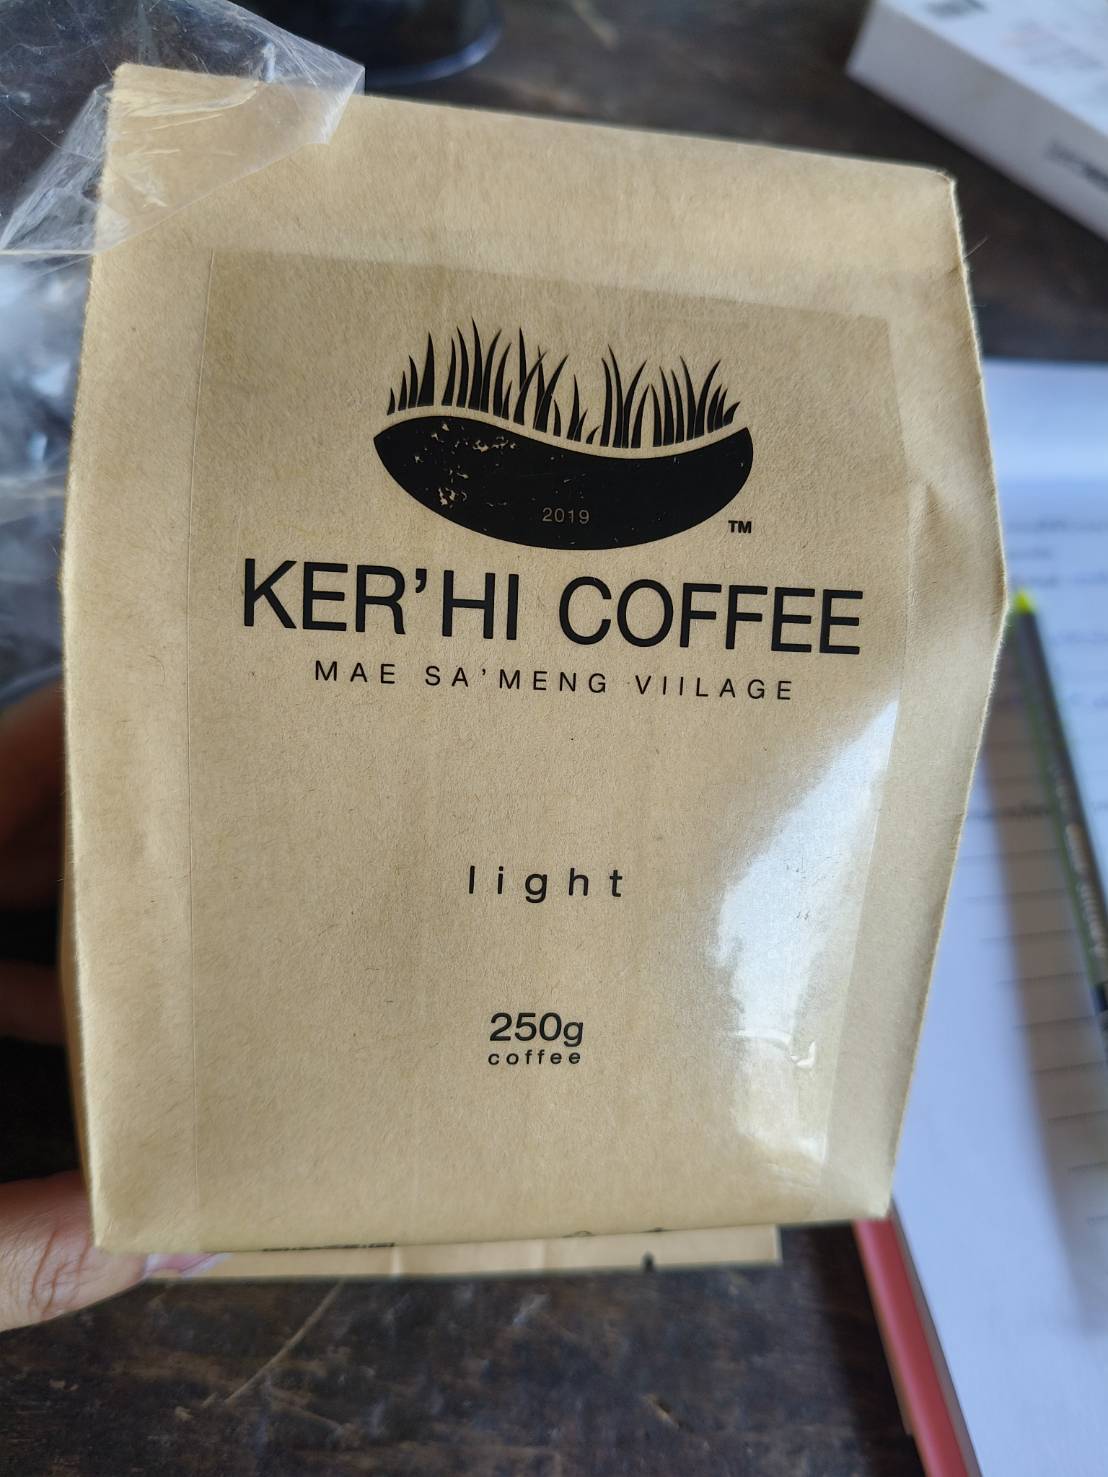 2019
TM
KER'HI COFFEE
MAE SA'MENG VIILAGE
light
250g
coffee